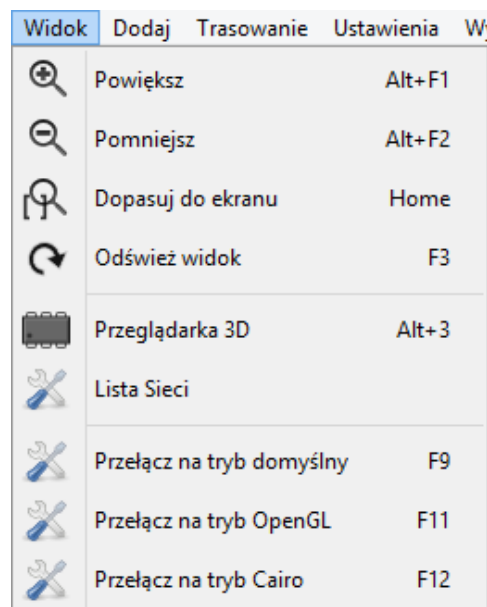 Widok Dodaj Trasowanie Ustawienia
Powiększ Alt+F1
Pomniejsz Alt+F2
Dopasuj do ekranu Home
Odśwież widok F3
Przeglądarka 3D Alt+3
Lista Sieci
Przełącz na tryb domyślny F9
Przełącz na tryb OpenGL F11
Przełącz na tryb Cairo F12